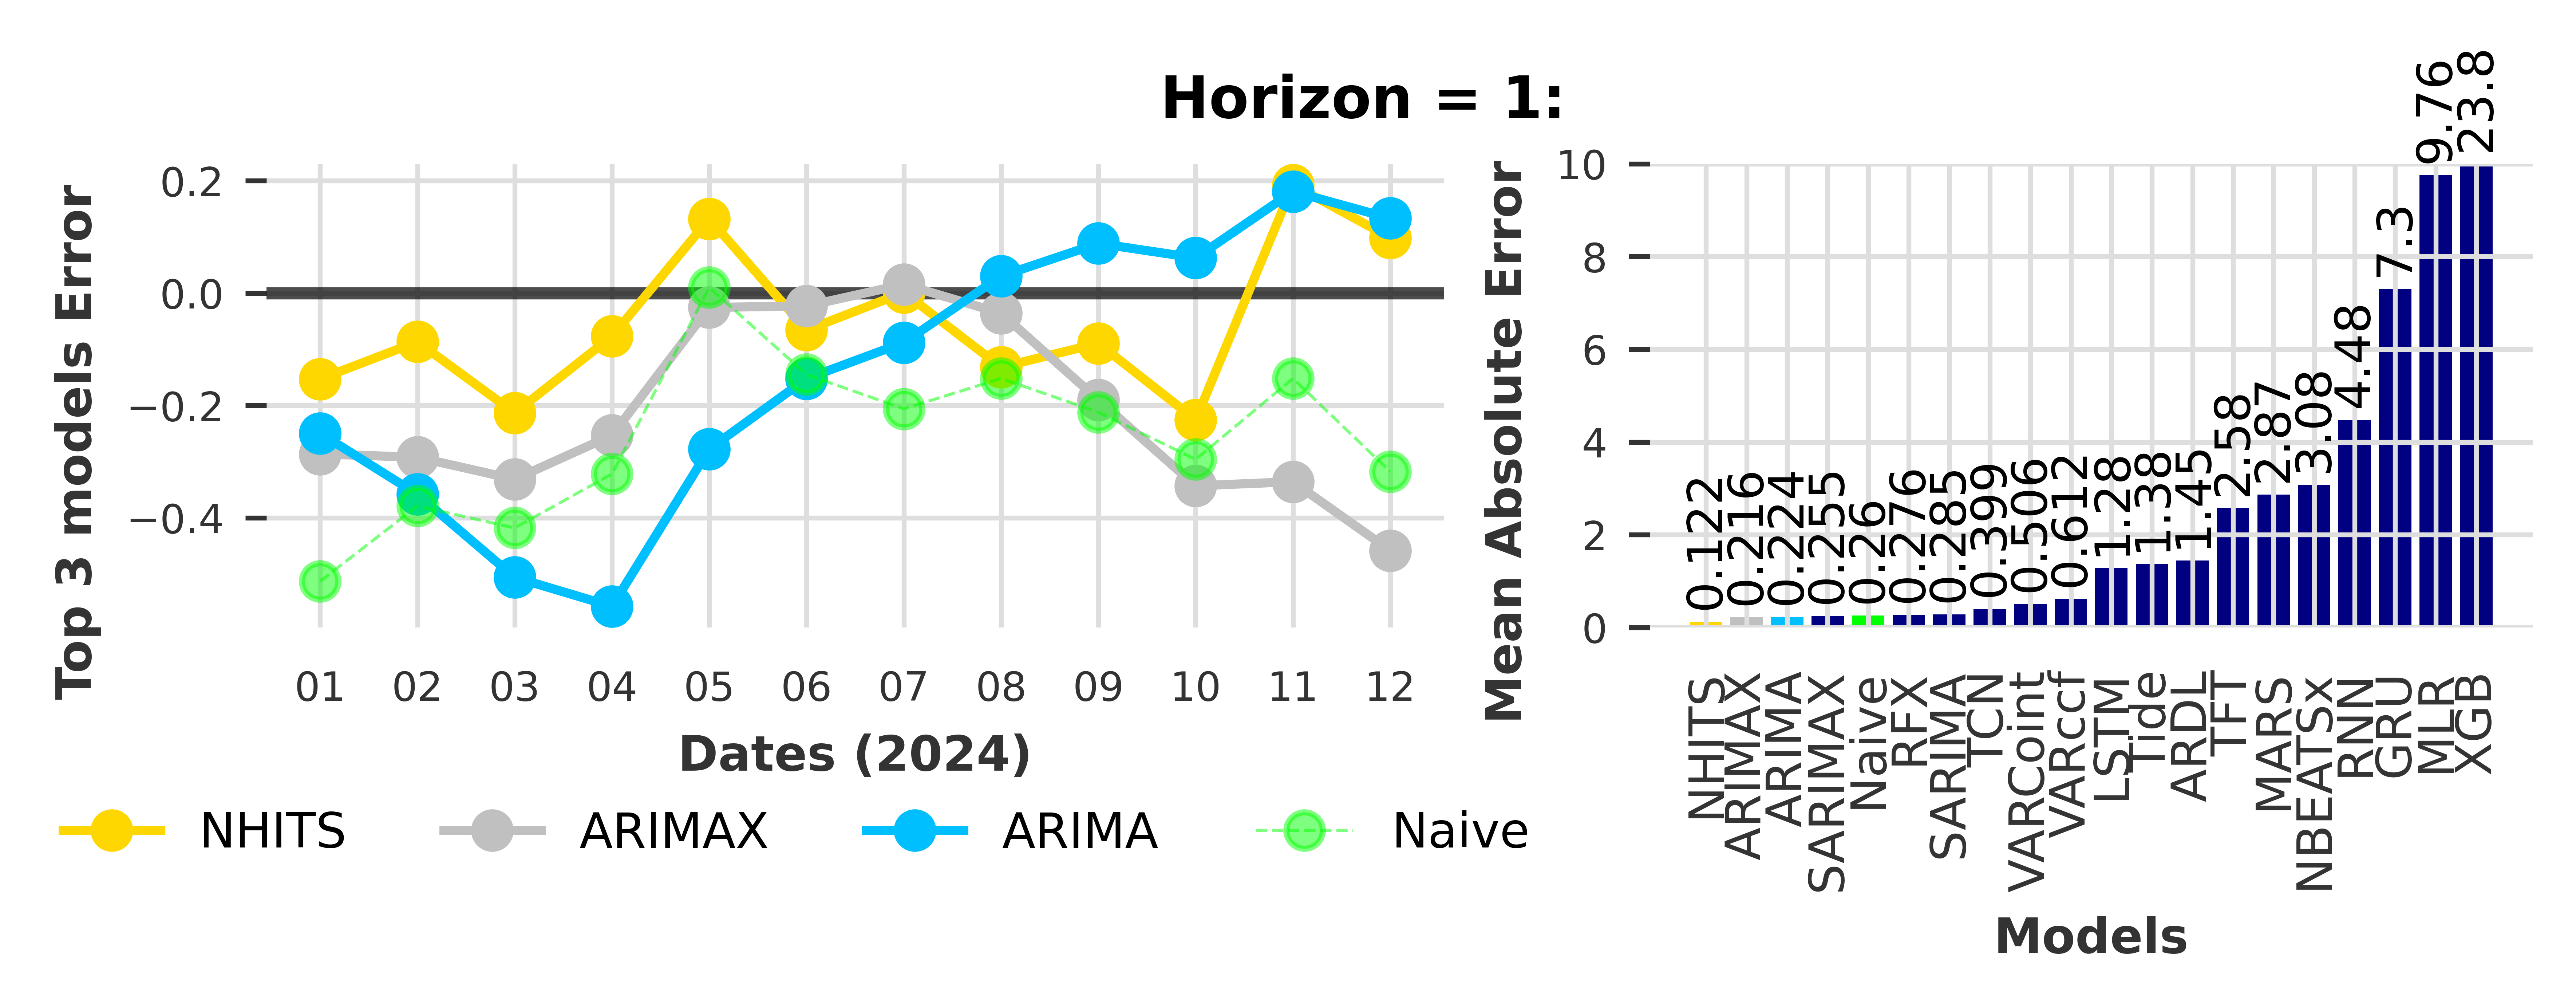 Horizon = 1:
Top 3 models Error
0.2
0.0
−0.2
−0.4
01 02 03 04 05 06 07 08 09 10 11 12
Dates (2024)
NHITS ARIMAX ARIMA Naive
Mean Absolute Error
10
8
6
4
2
0
0.122 0.216 0.224 0.255 0.26 0.276 0.285 0.399 0.506 0.612 1.28 1.38 1.45 2.58 2.87 3.08 4.48 7.3 9.76 23.8
NHITS ARIMAX ARIMA SARIMAX Naive RFX SARIMA TCN VARCoint VARccf LSTM Tide ARDL TFT MARS NBEATSx RNN GRU MLR XGB
Models